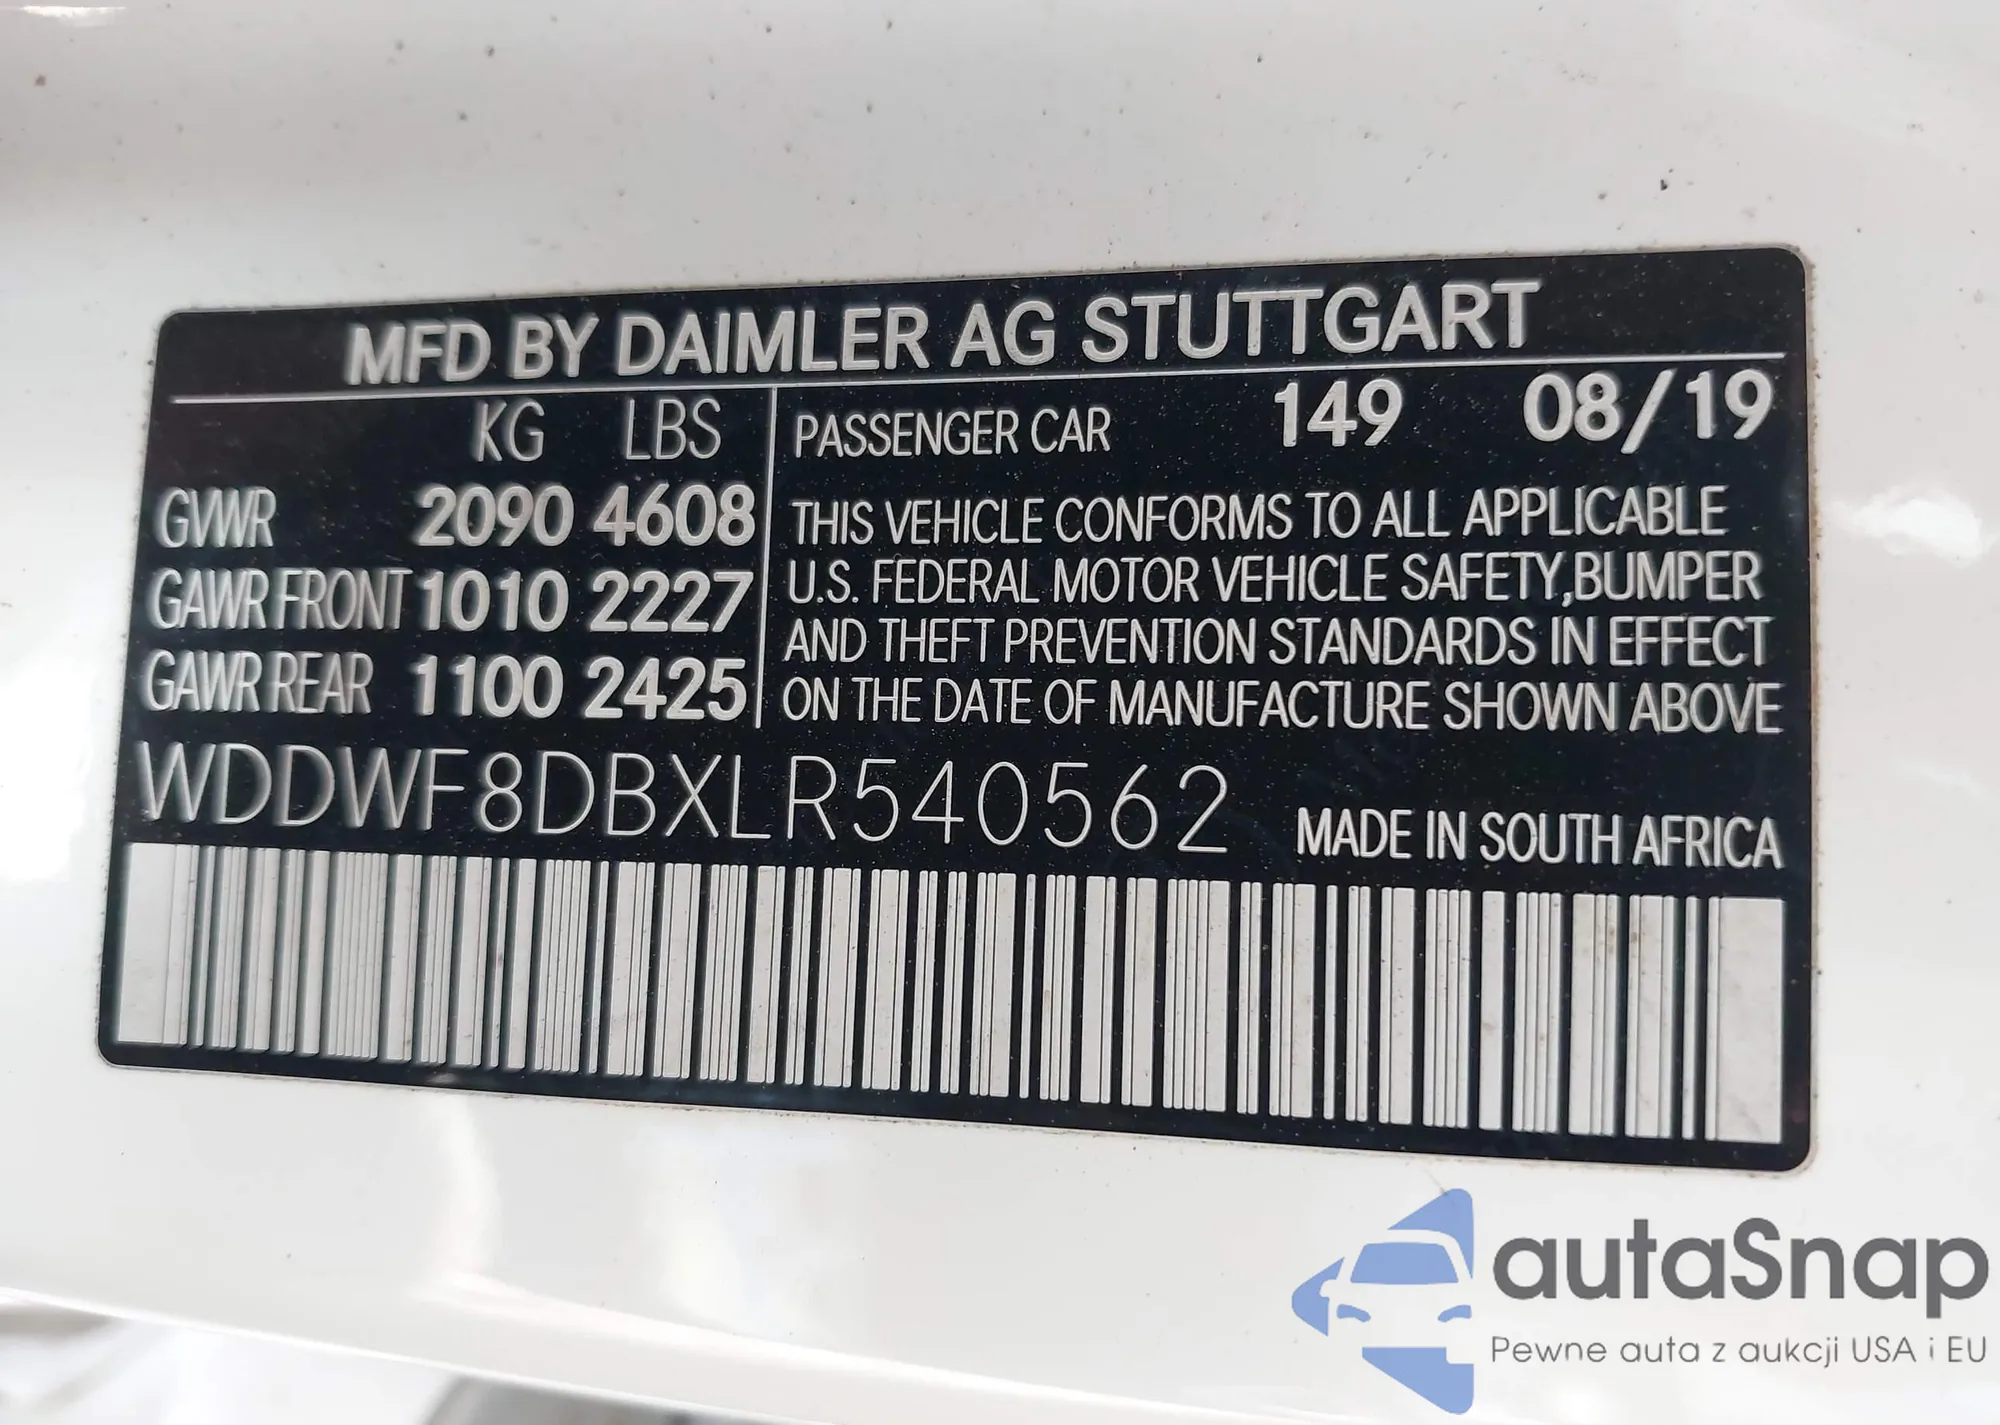 MFD BY DAIMLER AG STUTTGART
KG LBS
PASSENGER CAR 149 08/19
GVWR 2090 4608
GAWR FRONT 1010 2227
GAWR REAR 1100 2425
THIS VEHICLE CONFORMS TO ALL APPLICABLE
U.S. FEDERAL MOTOR VEHICLE SAFETY,BUMPER
AND THEFT PREVENTION STANDARDS IN EFFECT
ON THE DATE OF MANUFACTURE SHOWN ABOVE
WDDWF8DBXLR540562 MADE IN SOUTH AFRICA
autaSnap
Pewne auta z aukcji USA i EU